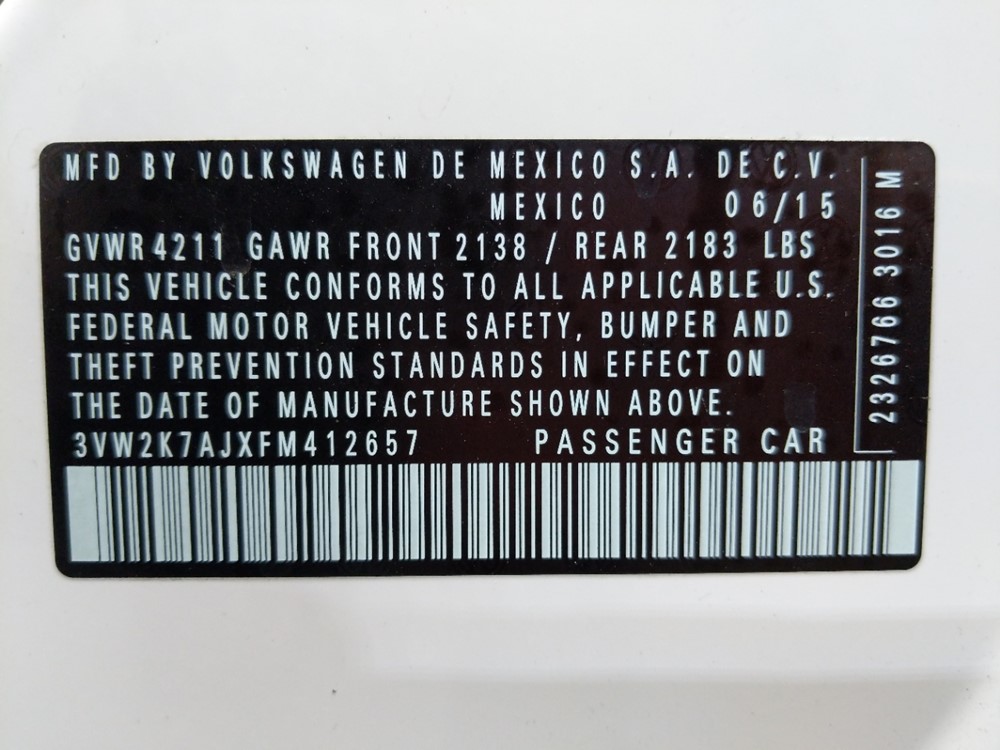 MFD BY VOLKSWAGEN DE MEXICO S.A. DE C.V.
MEXICO 06/15
GVWR 4211 GAWR FRONT 2138 / REAR 2183 LBS
THIS VEHICLE CONFORMS TO ALL APPLICABLE U.S.
FEDERAL MOTOR VEHICLE SAFETY, BUMPER AND
THEFT PREVENTION STANDARDS IN EFFECT ON
THE DATE OF MANUFACTURE SHOWN ABOVE.
3VW2K7AJXFM412657 PASSENGER CAR
2326766 3016 M